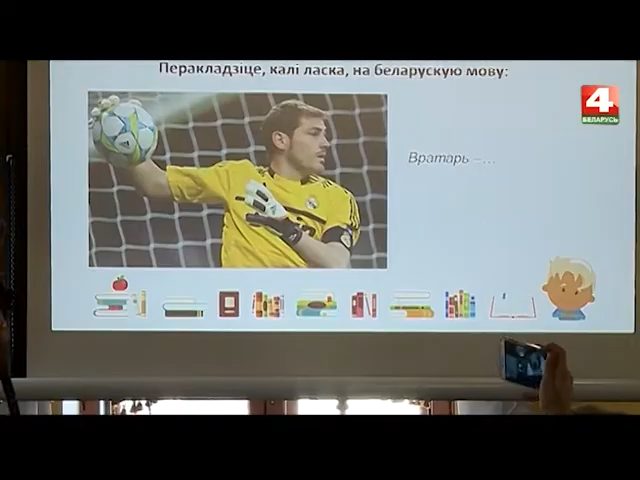 Перакладзіце, калі ласка, на беларускую мову:
4
БЕЛАРУСЬ
Вратарь –...